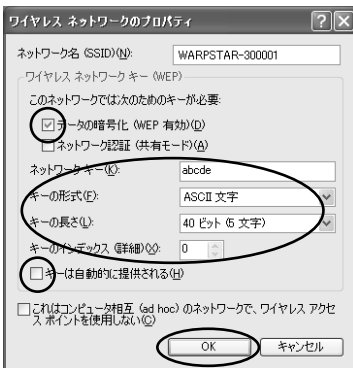 ワイヤレス ネットワークのプロパティ
ネットワーク名 (SSID)(N): WARPSTAR-300001
ワイヤレス ネットワーク キー (WEP)
このネットワークでは次のためのキーが必要:
データの暗号化 (WEP 有効)(D)
ネットワーク認証 (共有モード)(A)
ネットワークキー(K): abcde
キーの形式(F): ASCII 文字
キーの長さ(L): 40 ビット (5 文字)
キーのインデックス (詳細)(X): 0
キーは自動的に提供される(H)
これはコンピュータ相互 (ad hoc) のネットワークで、ワイヤレス アクセ
ス ポイントを使用しない(C)
OK キャンセル